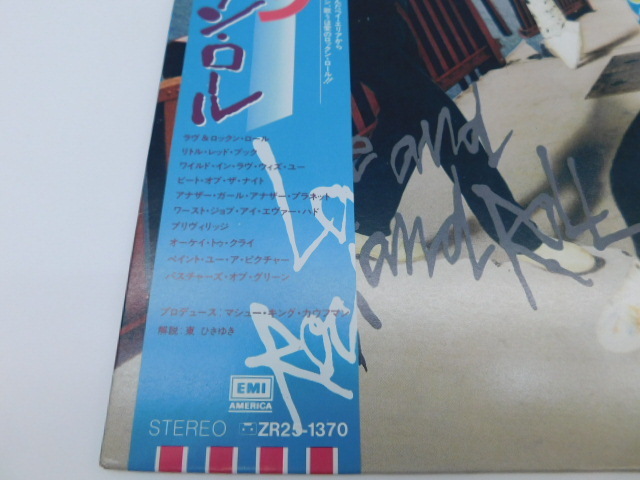 ン・ロール
ラヴ&ロックン・ロール
リトル・レッド・ブック
ワイルド・イン・ラヴ・ウィズ・ユー
ビート・オブ・ザ・ナイト
アナザー・ガール・アナザー・プラネット
ワースト・ジョブ・アイ・エヴァー・ハド
プリヴィリッジ
オーケイ・トゥ・クライ
ペイント・ユー・ア・ピクチャー
パスチャーズ・オブ・グリーン
プロデュース:マシュー・キング・カウフマン
解説:東 ひさゆき
Love and
Rock and Roll
EMI
AMERICA
STEREO ZR25-1370